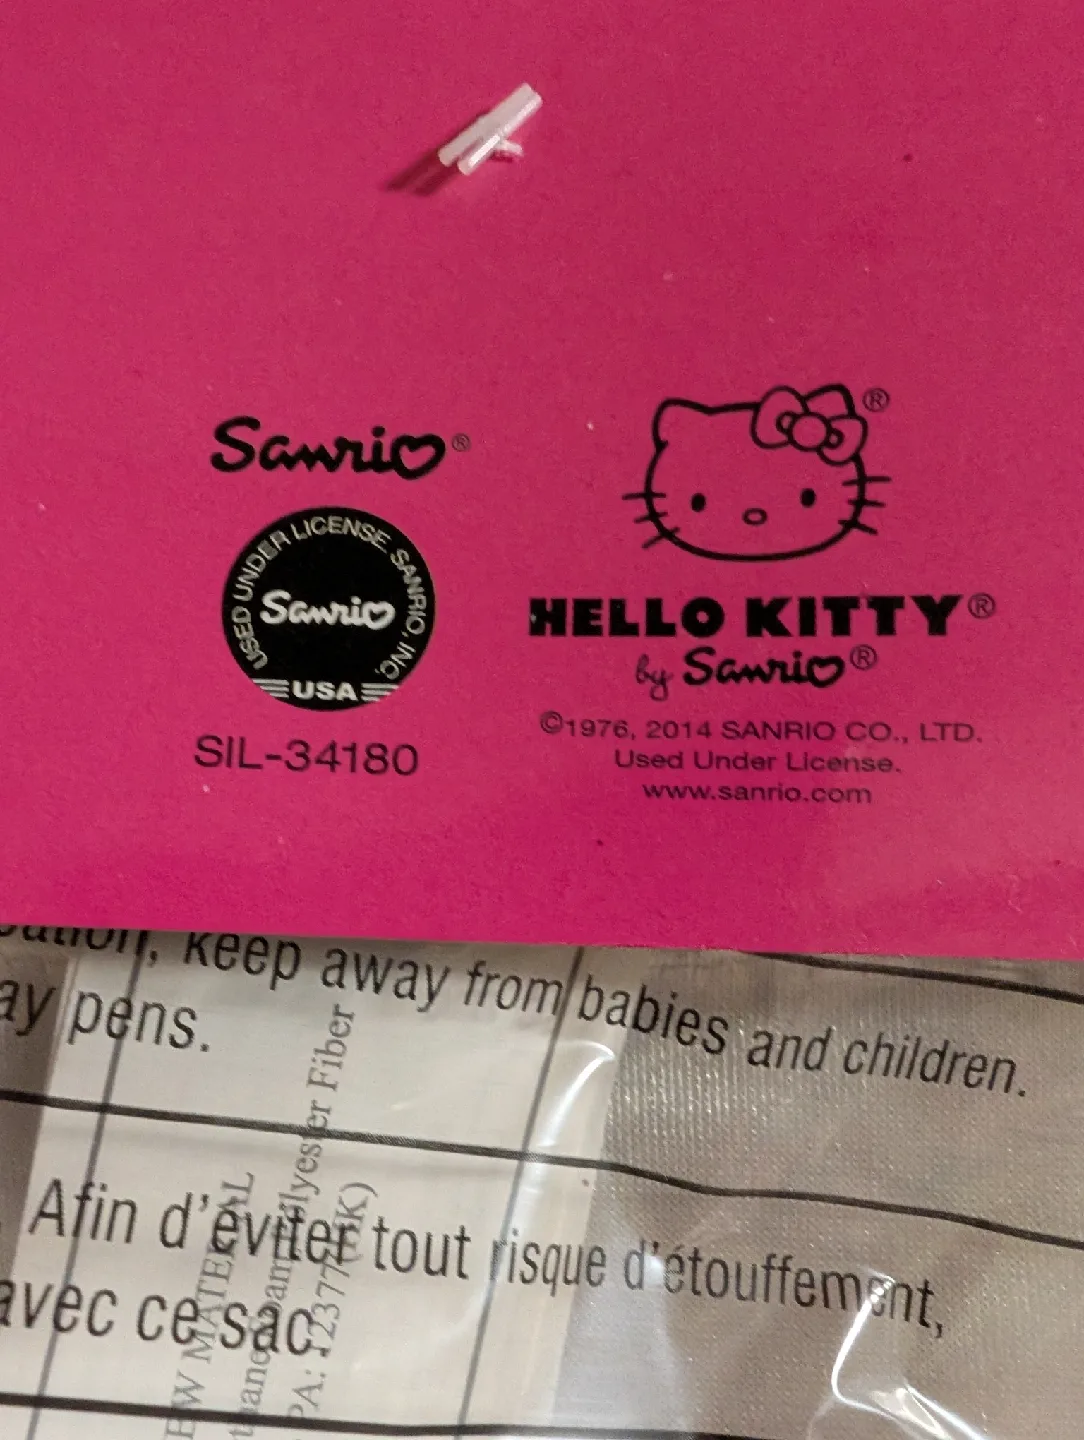 Sanrio®
USED UNDER LICENSE. SANRIO, INC.
Sanrio
USA
SIL-34180
®
HELLO KITTY®
by Sanrio®
©1976, 2014 SANRIO CO., LTD.
Used Under License.
www.sanrio.com
keep away from babies and children.
pens.
Afin d'éviter tout risque d'étouffement,
avec ce sac.
MATERIAL
Fiber